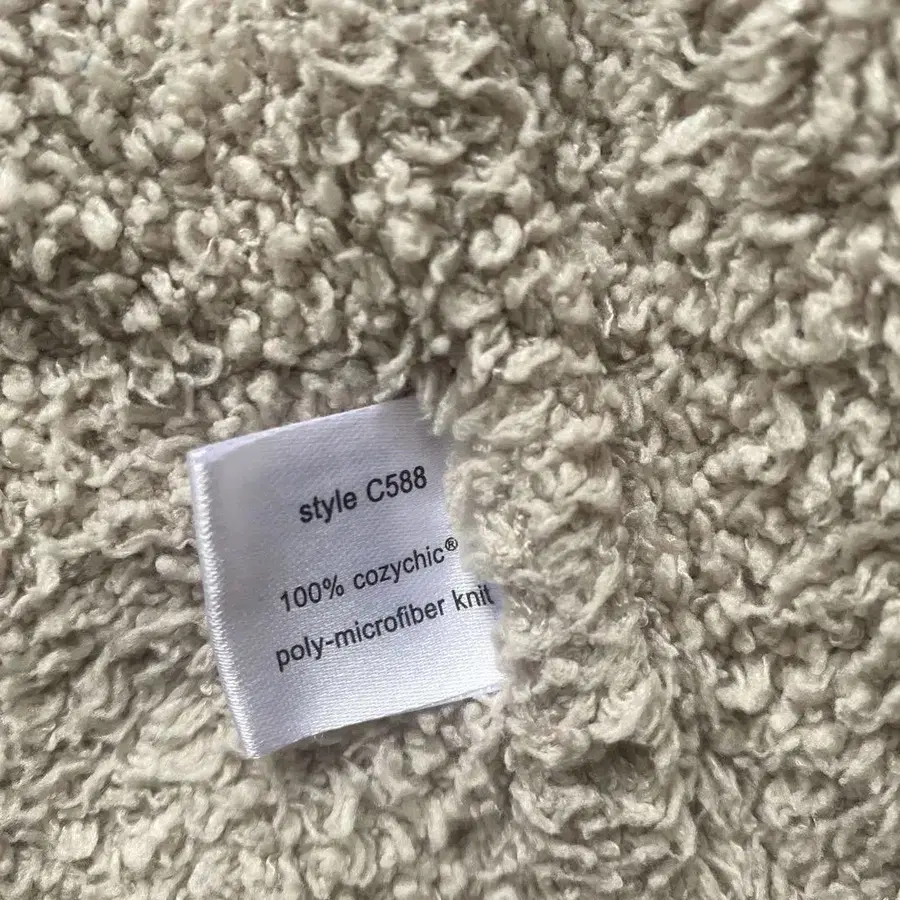 style C588
100% cozychic®
poly-microfiber knit